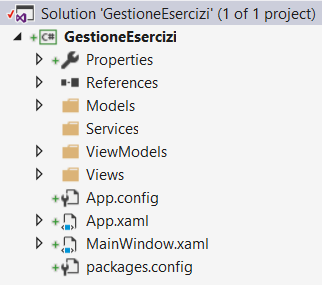 Solution 'GestioneEsercizi' (1 of 1 project)
C# GestioneEsercizi
Properties
References
Models
Services
ViewModels
Views
App.config
App.xaml
MainWindow.xaml
packages.config